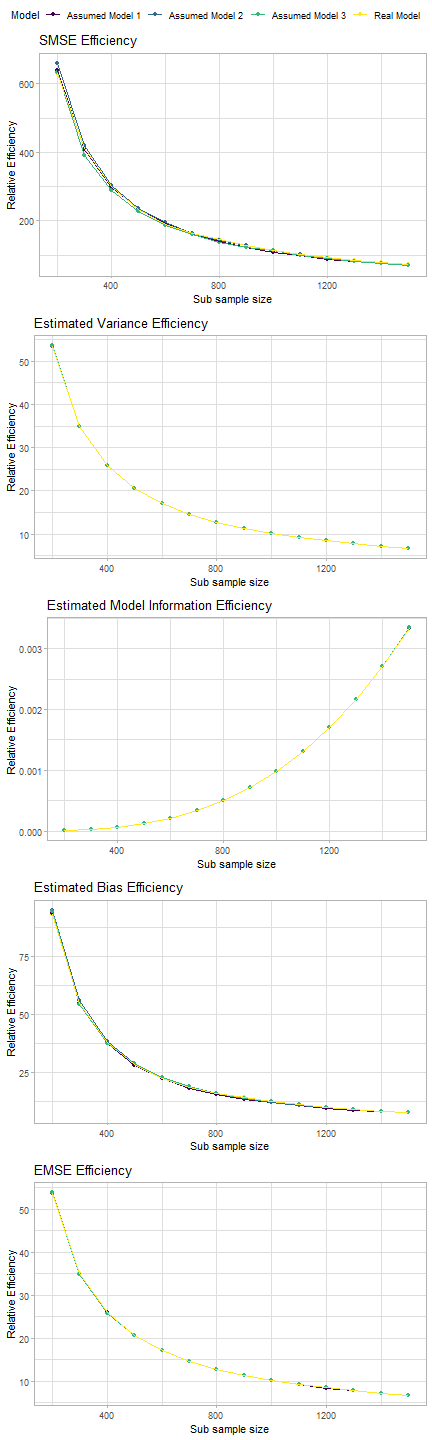 Model Assumed Model 1 Assumed Model 2 Assumed Model 3 Real Model
SMSE Efficiency
600
400
200
Relative Efficiency
400 800 1200
Sub sample size
Estimated Variance Efficiency
50
40
30
20
10
Relative Efficiency
400 800 1200
Sub sample size
Estimated Model Information Efficiency
0.003
0.002
0.001
0.000
Relative Efficiency
400 800 1200
Sub sample size
Estimated Bias Efficiency
75
50
25
Relative Efficiency
400 800 1200
Sub sample size
EMSE Efficiency
50
40
30
20
10
Relative Efficiency
400 800 1200
Sub sample size